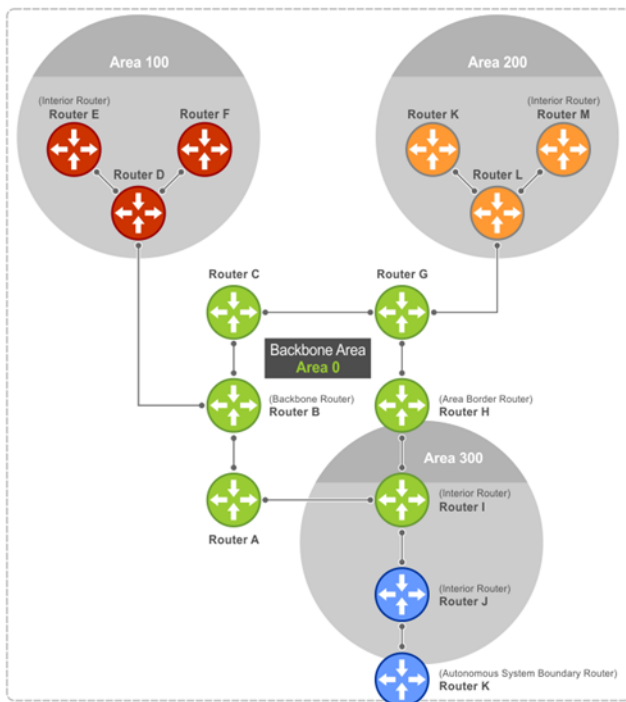 Area 100
(Interior Router)
Router E
Router F
Router D
Area 200
Router K
(Interior Router)
Router M
Router L
Router C
Router G
Backbone Area
Area 0
(Backbone Router)
Router B
(Area Border Router)
Router H
Area 300
Router A
(Interior Router)
Router I
(Interior Router)
Router J
(Autonomous System Boundary Router)
Router K